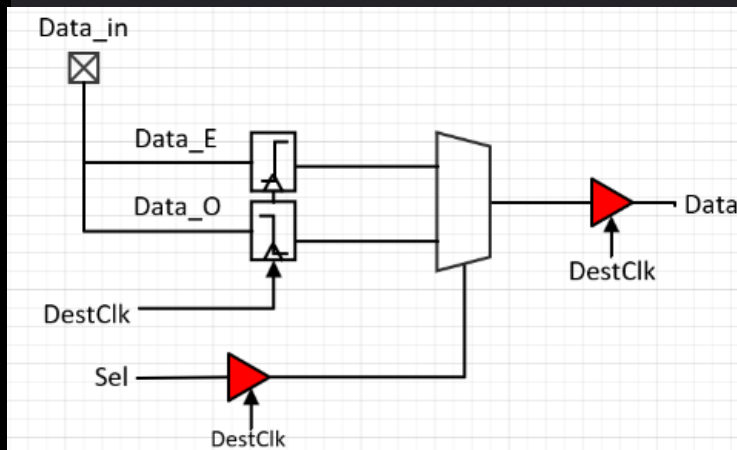 Data_in
Data_E
Data_O
Data
DestClk
DestClk
Sel
DestClk